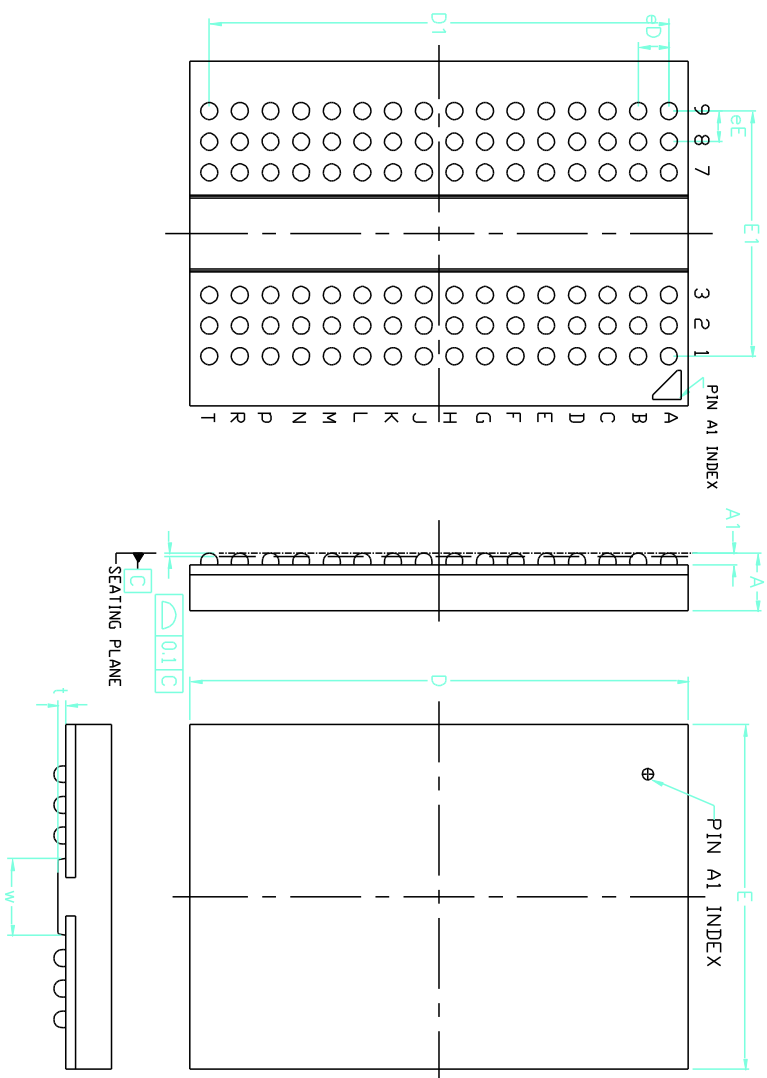 D1
eD
9 8 7 3 2 1
eE
E1
PIN A1 INDEX
T R P N M L K J H G F E D C B A
A1
A
C
SEATING PLANE
0.1 C
D
PIN A1 INDEX
E
t
w